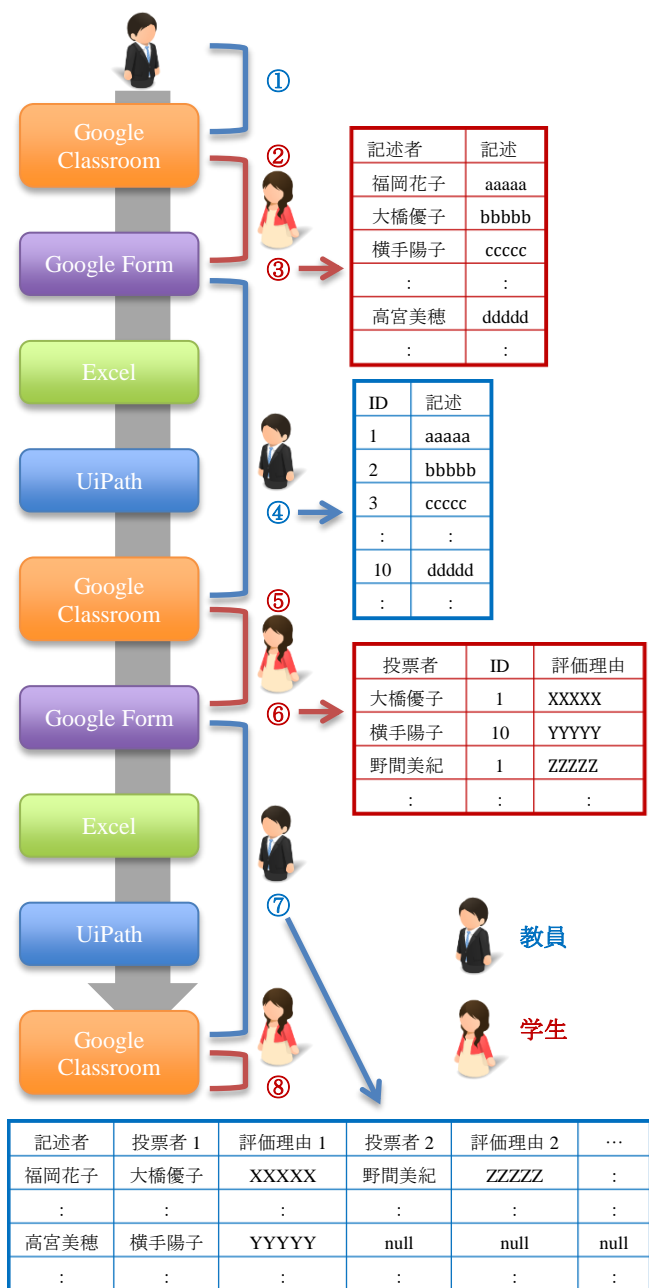 ①
Google
Classroom
②
Google Form
③
記述者 記述
福岡花子 aaaaa
大橋優子 bbbbb
横手陽子 ccccc
: :
高宮美穂 ddddd
: :
Excel
UiPath
④
ID 記述
1 aaaaa
2 bbbbb
3 ccccc
: :
10 ddddd
: :
Google
Classroom
⑤
Google Form
⑥
投票者 ID 評価理由
大橋優子 1 XXXXX
横手陽子 10 YYYYY
野間美紀 1 ZZZZZ
: : :
Excel
⑦
UiPath
教員
Google
Classroom
学生
⑧
記述者 投票者 1 評価理由 1 投票者 2 評価理由 2 …
福岡花子 大橋優子 XXXXX 野間美紀 ZZZZZ :
: : : : : :
高宮美穂 横手陽子 YYYYY null null null
: : : : : :